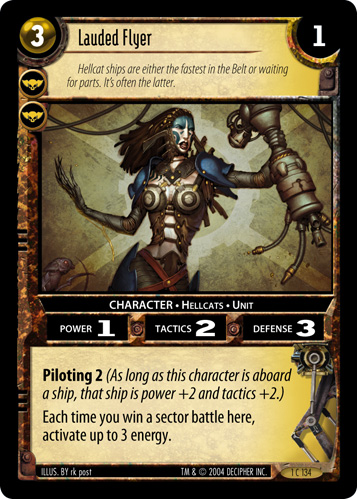 3 Lauded Flyer 1
Hellcat ships are either the fastest in the Belt or waiting
for parts. It's often the latter.
CHARACTER • HELLCATS • UNIT
POWER 1 TACTICS 2 DEFENSE 3
Piloting 2 (As long as this character is aboard
a ship, that ship is power +2 and tactics +2.)
Each time you win a sector battle here,
activate up to 3 energy.
ILLUS. BY rk post TM & © 2004 DECIPHER INC. 1 C 134